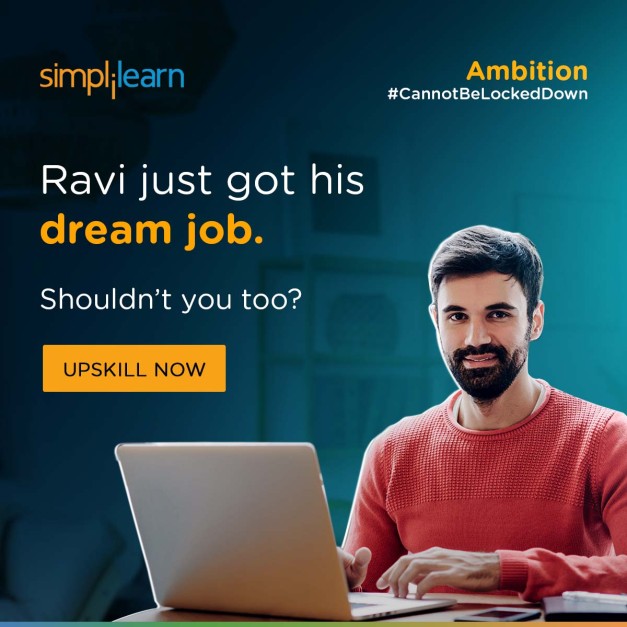 simplilearn
Ambition
#CannotBeLockedDown
Ravi just got his
dream job.
Shouldn't you too?
UPSKILL NOW